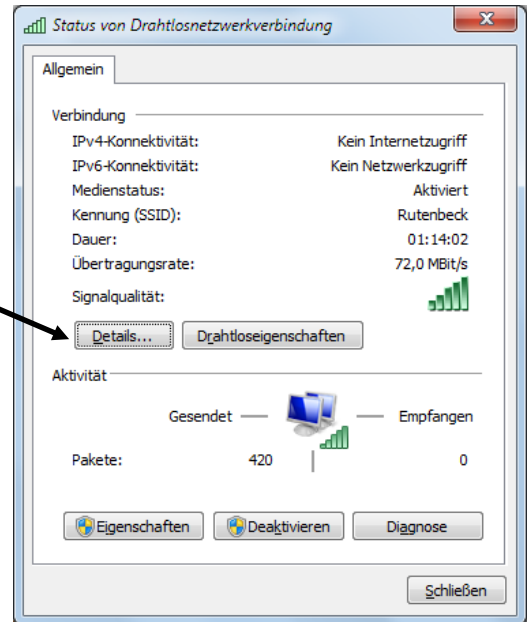 Status von Drahtlosnetzwerkverbindung
Allgemein
Verbindung
IPv4-Konnektivität: Kein Internetzugriff
IPv6-Konnektivität: Kein Netzwerkzugriff
Medienstatus: Aktiviert
Kennung (SSID): Rutenbeck
Dauer: 01:14:02
Übertragungsrate: 72,0 MBit/s
Signalqualität:
Details... Drahtloseigenschaften
Aktivität
Gesendet Empfangen
Pakete: 420 0
Eigenschaften Deaktivieren Diagnose
Schließen